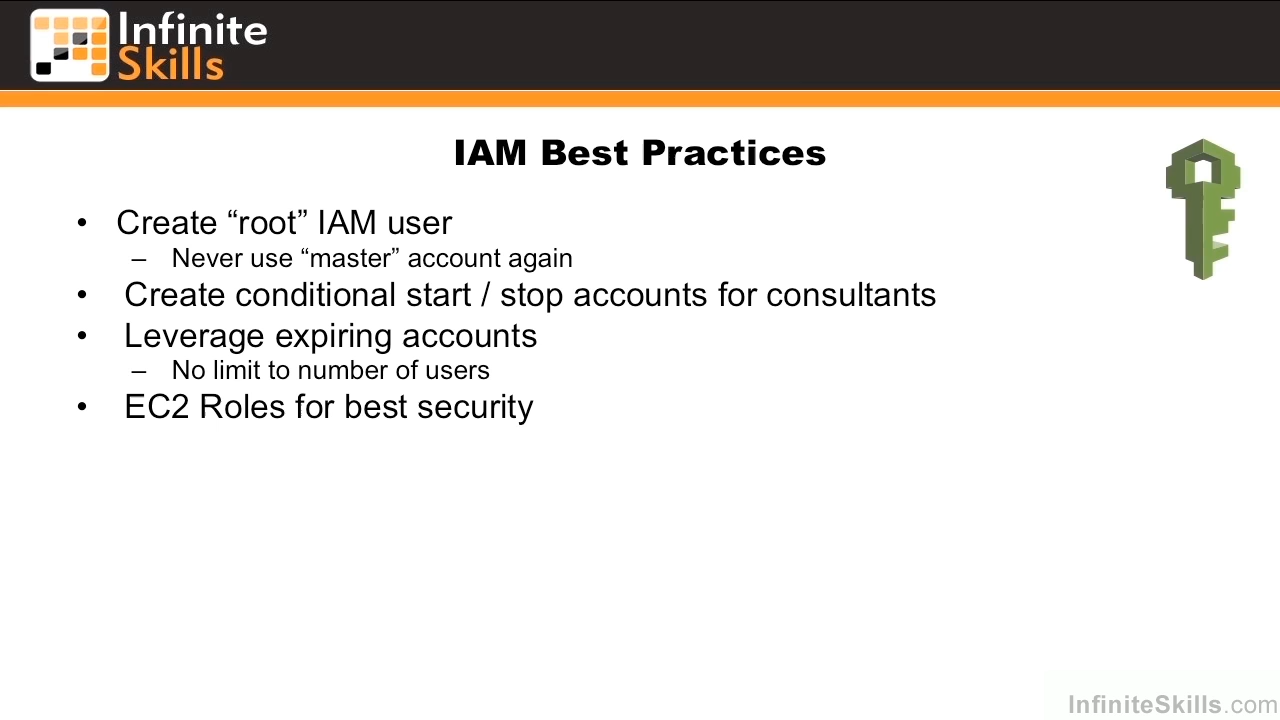 Infinite
Skills
IAM Best Practices
• Create “root” IAM user
– Never use “master” account again
• Create conditional start / stop accounts for consultants
• Leverage expiring accounts
– No limit to number of users
• EC2 Roles for best security
InfiniteSkills.com